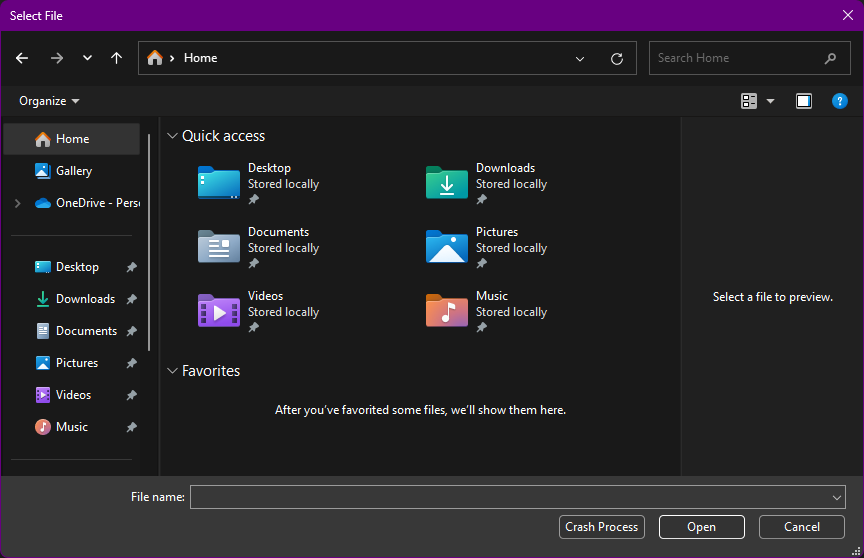 Select File
Home
Search Home
Organize
?
Home
Gallery
OneDrive - Pers
Desktop
Downloads
Documents
Pictures
Videos
Music
Quick access
Desktop
Stored locally
Downloads
Stored locally
Documents
Stored locally
Pictures
Stored locally
Videos
Stored locally
Music
Stored locally
Favorites
After you've favorited some files, we'll show them here.
Select a file to preview.
File name:
Crash Process
Open
Cancel